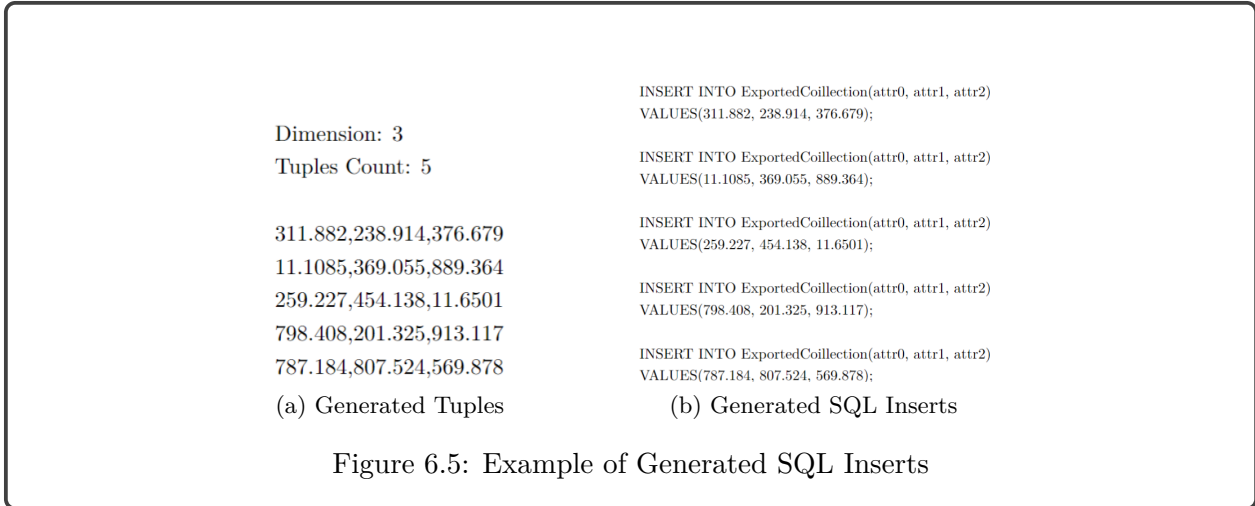 Dimension: 3
Tuples Count: 5
311.882,238.914,376.679
11.1085,369.055,889.364
259.227,454.138,11.6501
798.408,201.325,913.117
787.184,807.524,569.878
(a) Generated Tuples
INSERT INTO ExportedCoillection(attr0, attr1, attr2)
VALUES(311.882, 238.914, 376.679);
INSERT INTO ExportedCoillection(attr0, attr1, attr2)
VALUES(11.1085, 369.055, 889.364);
INSERT INTO ExportedCoillection(attr0, attr1, attr2)
VALUES(259.227, 454.138, 11.6501);
INSERT INTO ExportedCoillection(attr0, attr1, attr2)
VALUES(798.408, 201.325, 913.117);
INSERT INTO ExportedCoillection(attr0, attr1, attr2)
VALUES(787.184, 807.524, 569.878);
(b) Generated SQL Inserts
Figure 6.5: Example of Generated SQL Inserts